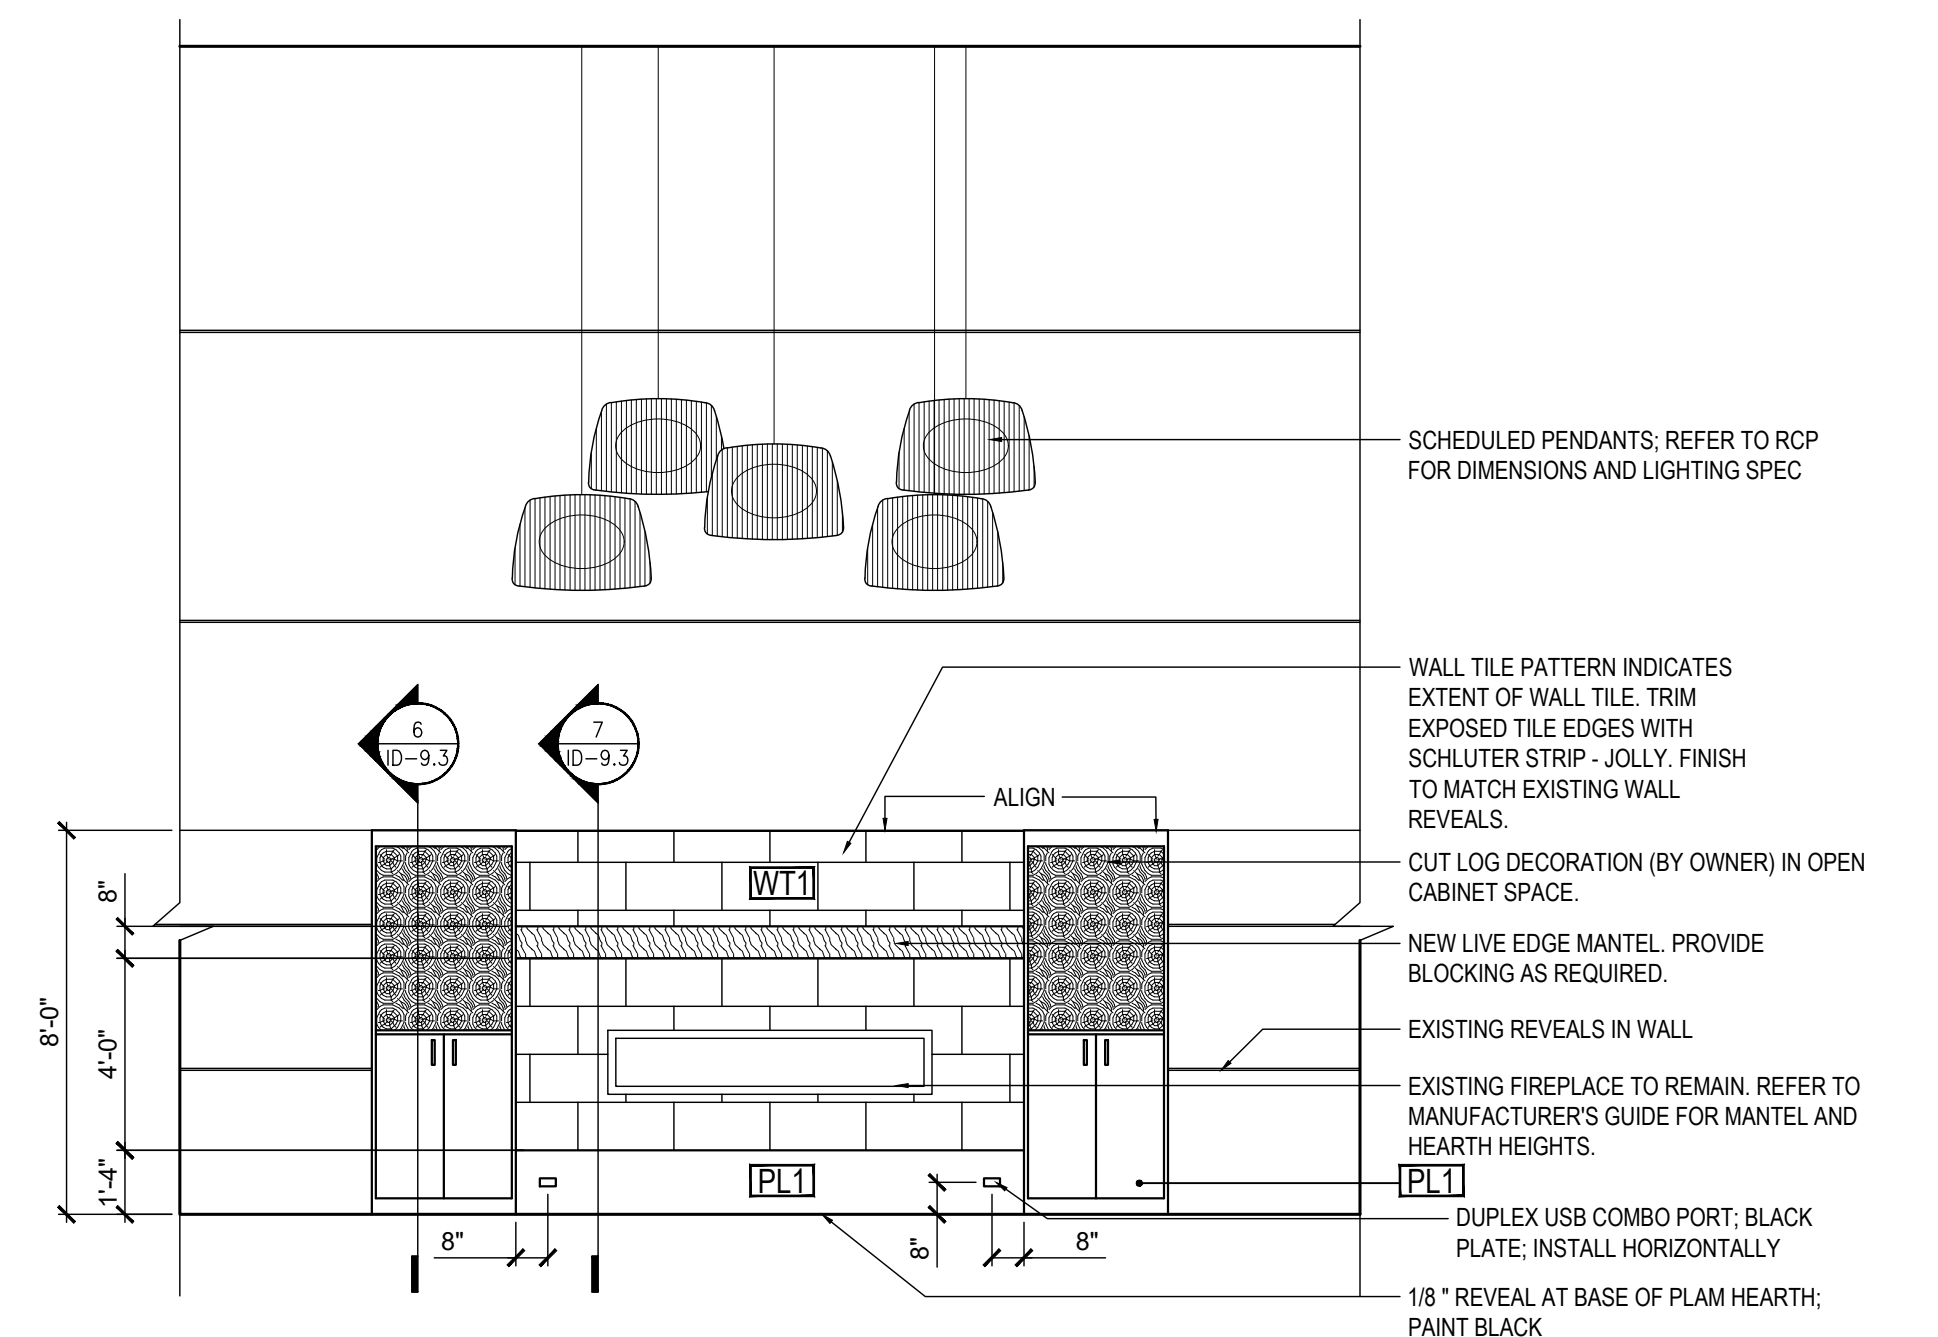 SCHEDULED PENDANTS; REFER TO RCP
FOR DIMENSIONS AND LIGHTING SPEC
WALL TILE PATTERN INDICATES
EXTENT OF WALL TILE. TRIM
EXPOSED TILE EDGES WITH
SCHLUTER STRIP - JOLLY. FINISH
TO MATCH EXISTING WALL
REVEALS.
6
ID-9.3
7
ID-9.3
ALIGN
CUT LOG DECORATION (BY OWNER) IN OPEN
CABINET SPACE.
WT1
8"
NEW LIVE EDGE MANTEL. PROVIDE
BLOCKING AS REQUIRED.
8'-0"
4'-0"
EXISTING REVEALS IN WALL
EXISTING FIREPLACE TO REMAIN. REFER TO
MANUFACTURER'S GUIDE FOR MANTEL AND
HEARTH HEIGHTS.
1'-4"
PL1
PL1
DUPLEX USB COMBO PORT; BLACK
PLATE; INSTALL HORIZONTALLY
8"
8"
8"
1/8 " REVEAL AT BASE OF PLAM HEARTH;
PAINT BLACK